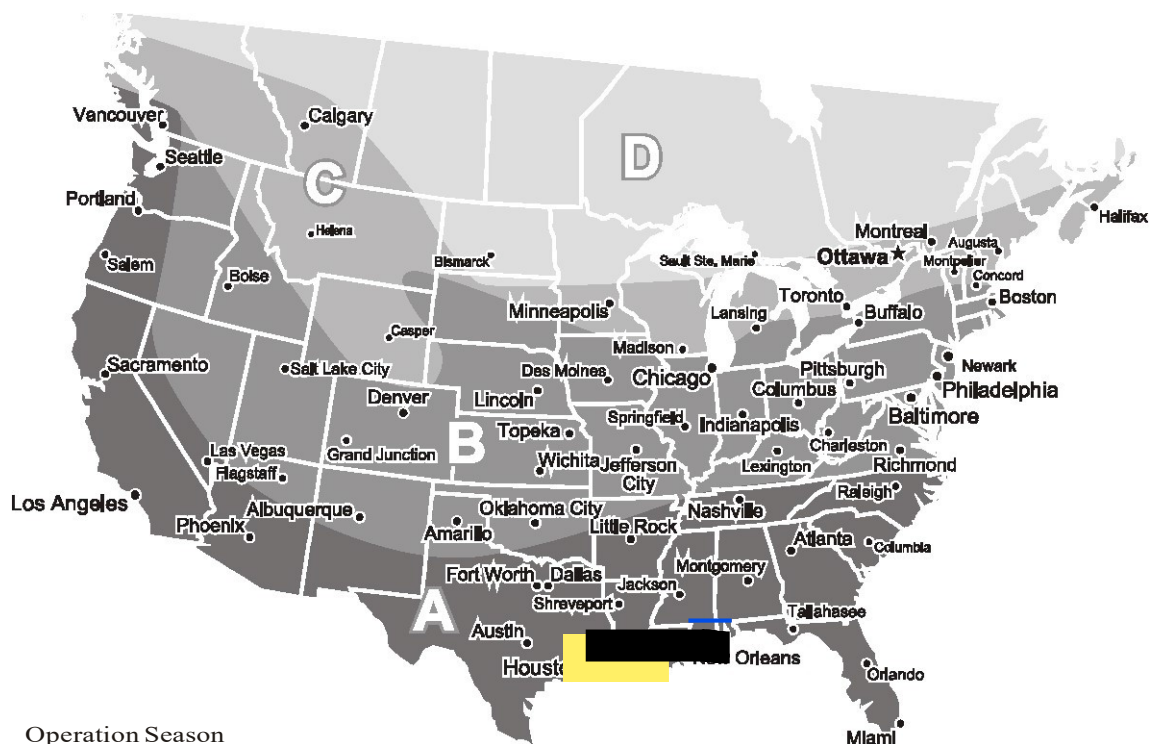 Vancouver
Calgary
D
Seattle
C
Portland
Halifax
Helena
Montreal
Augusta
Salem
Bismarck
Sault Ste. Marie
Ottawa
Montpelier
Boise
Concord
Toronto
Boston
Minneapolis
Lansing
Buffalo
Casper
Madison
Sacramento
Salt Lake City
Des Moines
Chicago
Pittsburgh
Newark
Denver
Lincoln
Columbus
Philadelphia
Springfield
Indianapolis
Baltimore
B
Topeka
Las Vegas
Grand Junction
Wichita
Jefferson
City
Charleston
Lexington
Richmond
Flagstaff
Los Angeles
Albuquerque
Oklahoma City
Nashville
Raleigh
Phoenix
Amarillo
Little Rock
Atlanta
Columbia
Fort Worth
Dallas
Jackson
Montgomery
Shreveport
A
Tallahasee
Austin
Orleans
Orlando
Miami
Operation Season